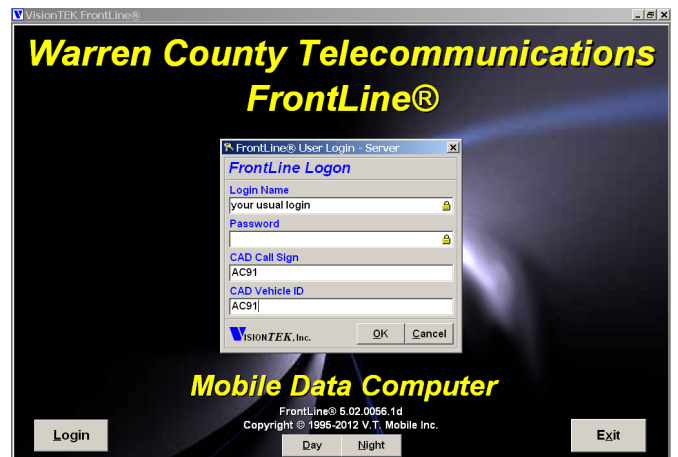 VisionTEK FrontLine®
Warren County Telecommunications
FrontLine®
FrontLine® User Login - Server
FrontLine Logon
Login Name
your usual login
Password
CAD Call Sign
AC91
CAD Vehicle ID
AC91
VISIONTEK, Inc.
OK
Cancel
Mobile Data Computer
FrontLine® 5.02.0056.1d
Copyright © 1995-2012 V.T. Mobile Inc.
Login
Day
Night
Exit